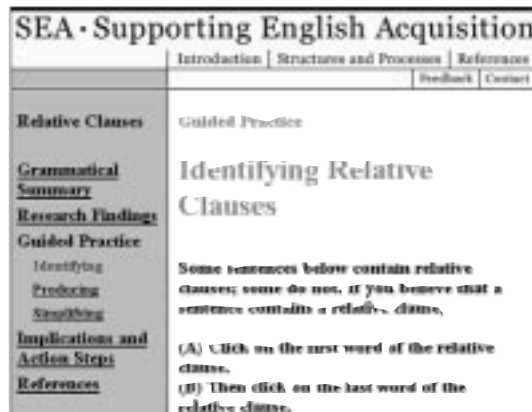 SEA · Supporting English Acquisition
Introduction | Structures and Processes | References
Feedback | Contact
Relative Clauses
Grammatical
Summary
Research Findings
Guided Practice
Identifying
Producing
Simplifying
Implications and
Action Steps
References
Guided Practice
Identifying Relative
Clauses
Some sentences below contain relative
clauses; some do not. If you believe that a
sentence contains a relative clause,
(A) Click on the first word of the relative
clause.
(B) Then click on the last word of the
relative clause.